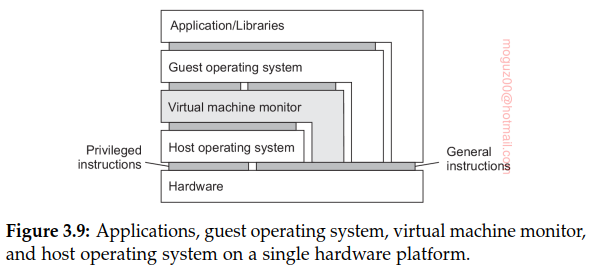 Application/Libraries
Guest operating system
Virtual machine monitor
Host operating system
Privileged
instructions
General
instructions
Hardware
moguz00@hotmail.com
Figure 3.9: Applications, guest operating system, virtual machine monitor,
and host operating system on a single hardware platform.